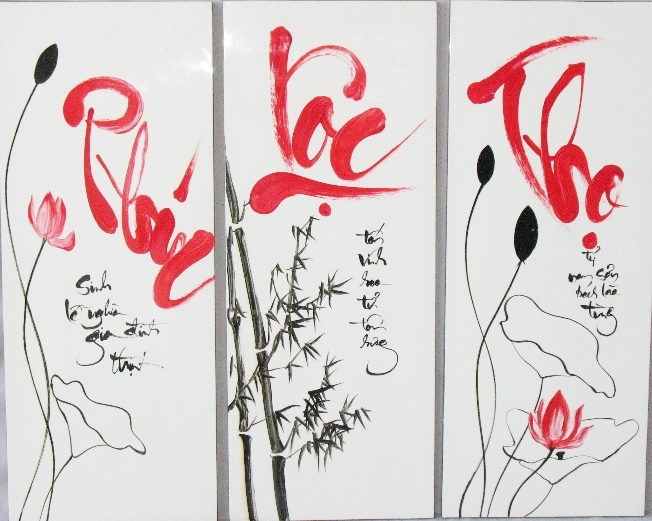 Phúc
Sinh
lễ nghĩa
gia đình
thịnh
Lộc
tấn
vinh
hoa
tử
tôn
hưng
Thọ
tỷ
nam sơn
bách lão
tùng